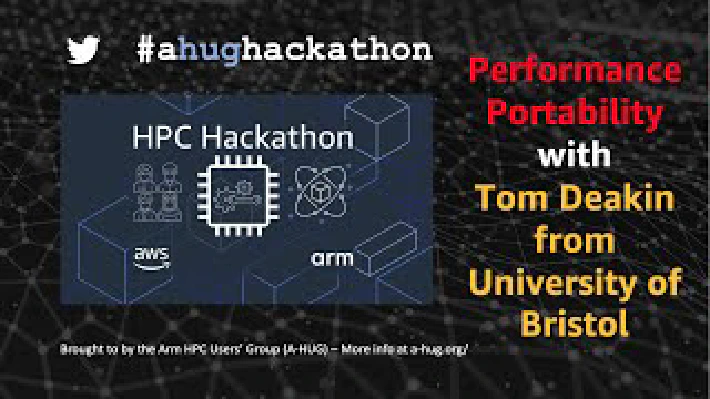 #ahughackathon
HPC Hackathon
aws
arm
Performance
Portability
with
Tom Deakin
from
University of
Bristol
Brought to by the Arm HPC Users' Group (A-HUG) – More info at a-hug.org/